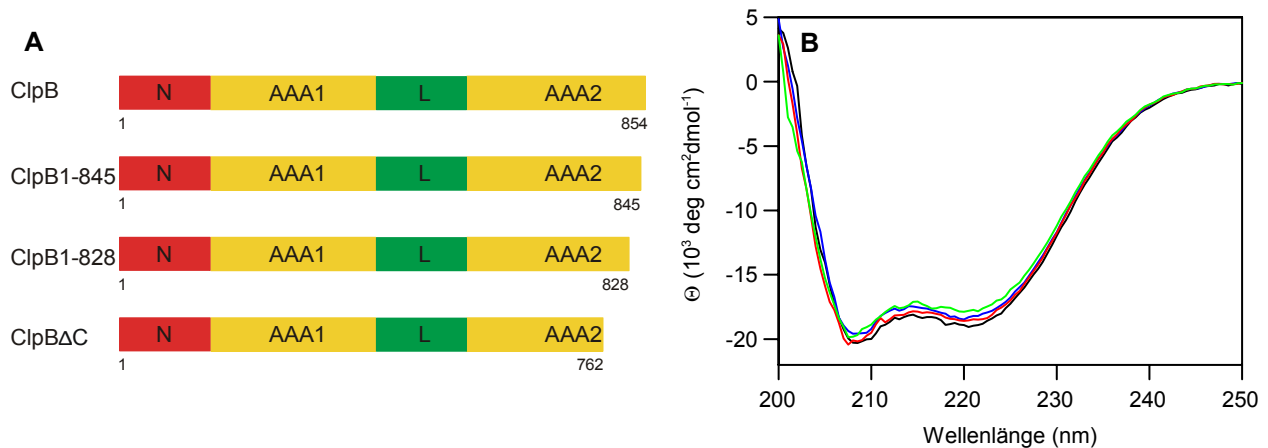 A
ClpB
N AAA1 L AAA2
1 854
ClpB1-845
N AAA1 L AAA2
1 845
ClpB1-828
N AAA1 L AAA2
1 828
ClpBΔC
N AAA1 L AAA2
1 762
B
5
0
-5
-10
-15
-20
Θ (10³ deg cm²dmol⁻¹)
200 210 220 230 240 250
Wellenlänge (nm)